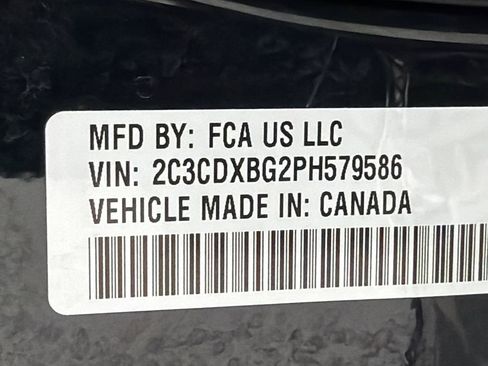 MFD BY: FCA US LLC
VIN: 2C3CDXBG2PH579586
VEHICLE MADE IN: CANADA